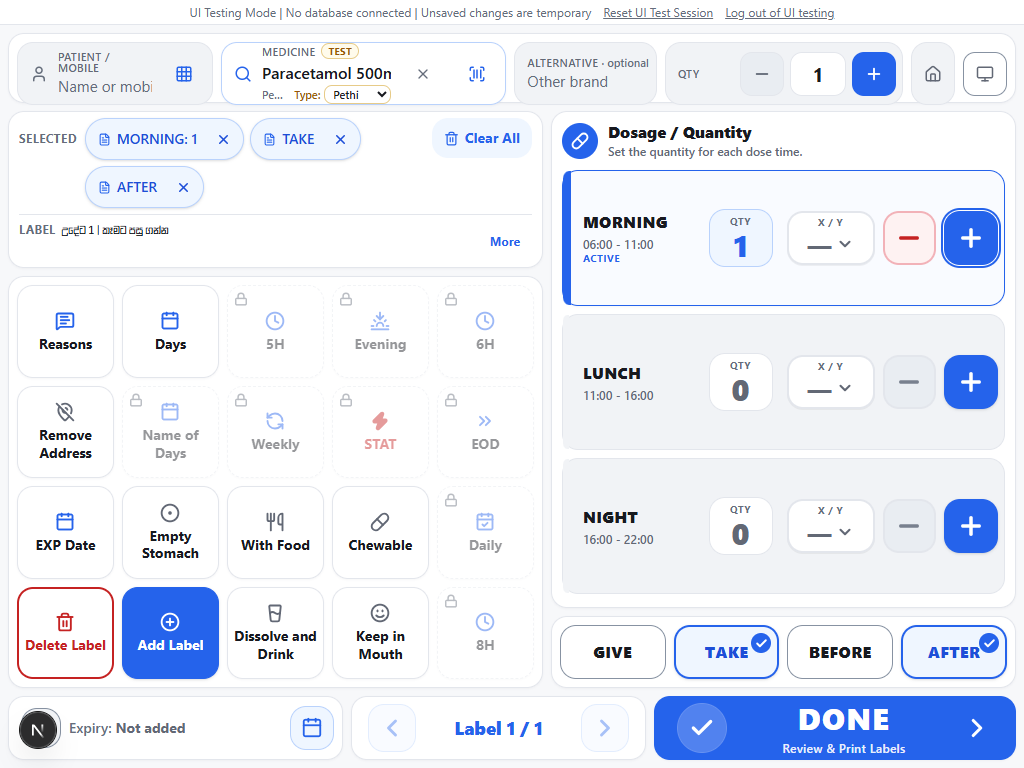 UI Testing Mode | No database connected | Unsaved changes are temporary Reset UI Test Session Log out of UI testing
PATIENT / MOBILE
Name or mobi
MEDICINE TEST
Paracetamol 500n
Pe... Type: Pethi
ALTERNATIVE · optional
Other brand
QTY 1
SELECTED MORNING: 1 TAKE Clear All
AFTER
LABEL උදේට 1 | කෑමට පසු ගන්න
More
Reasons Days 5H Evening 6H
Remove Address Name of Days Weekly STAT EOD
EXP Date Empty Stomach With Food Chewable Daily
Delete Label Add Label Dissolve and Drink Keep in Mouth 8H
Dosage / Quantity
Set the quantity for each dose time.
MORNING
06:00 - 11:00
ACTIVE
QTY
1
X / Y
—
LUNCH
11:00 - 16:00
QTY
0
X / Y
—
NIGHT
16:00 - 22:00
QTY
0
X / Y
—
GIVE TAKE BEFORE AFTER
N
Expiry: Not added
Label 1 / 1
DONE
Review & Print Labels